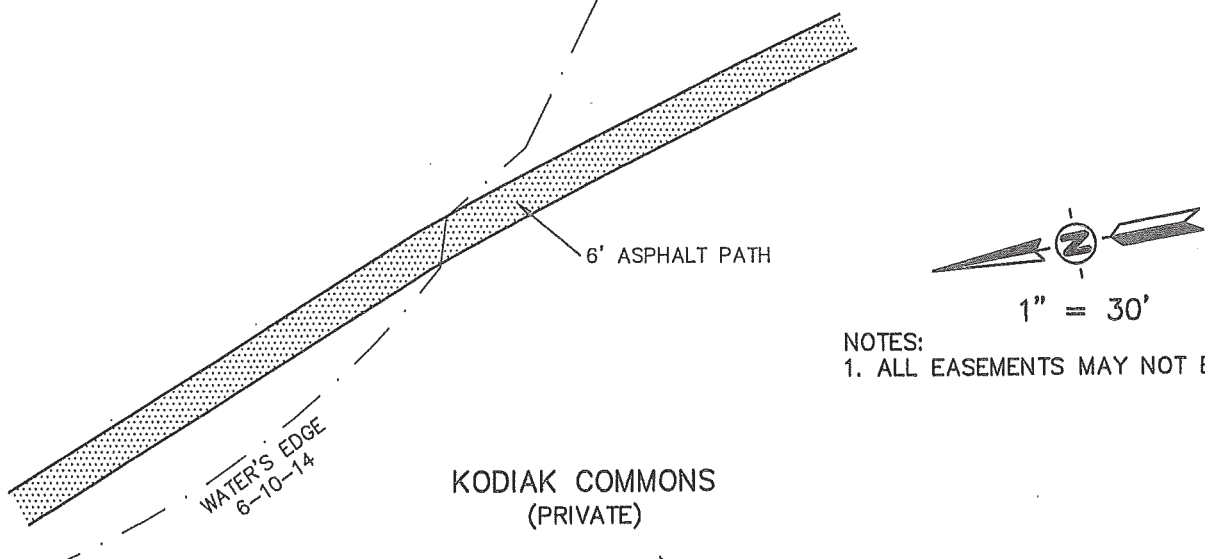 6' ASPHALT PATH
N
1" = 30'
NOTES:
1. ALL EASEMENTS MAY NOT
WATER'S EDGE
6-10-14
KODIAK COMMONS
(PRIVATE)